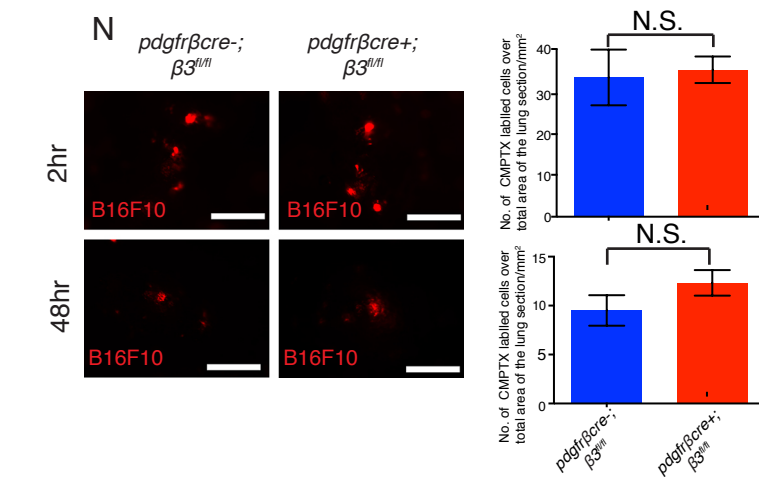 N
pdgfrβcre-;
β3fl/fl
pdgfrβcre+;
β3fl/fl
2hr
B16F10
B16F10
48hr
B16F10
B16F10
N.S.
No. of CMPTX lablled cells over
total area of the lung section/mm²
40
30
20
10
0
N.S.
No. of CMPTX labelled cells over
total area of the lung section/mm²
15
10
5
0
pdgfrβcre-;
β3fl/fl
pdgfrβcre+;
β3fl/fl